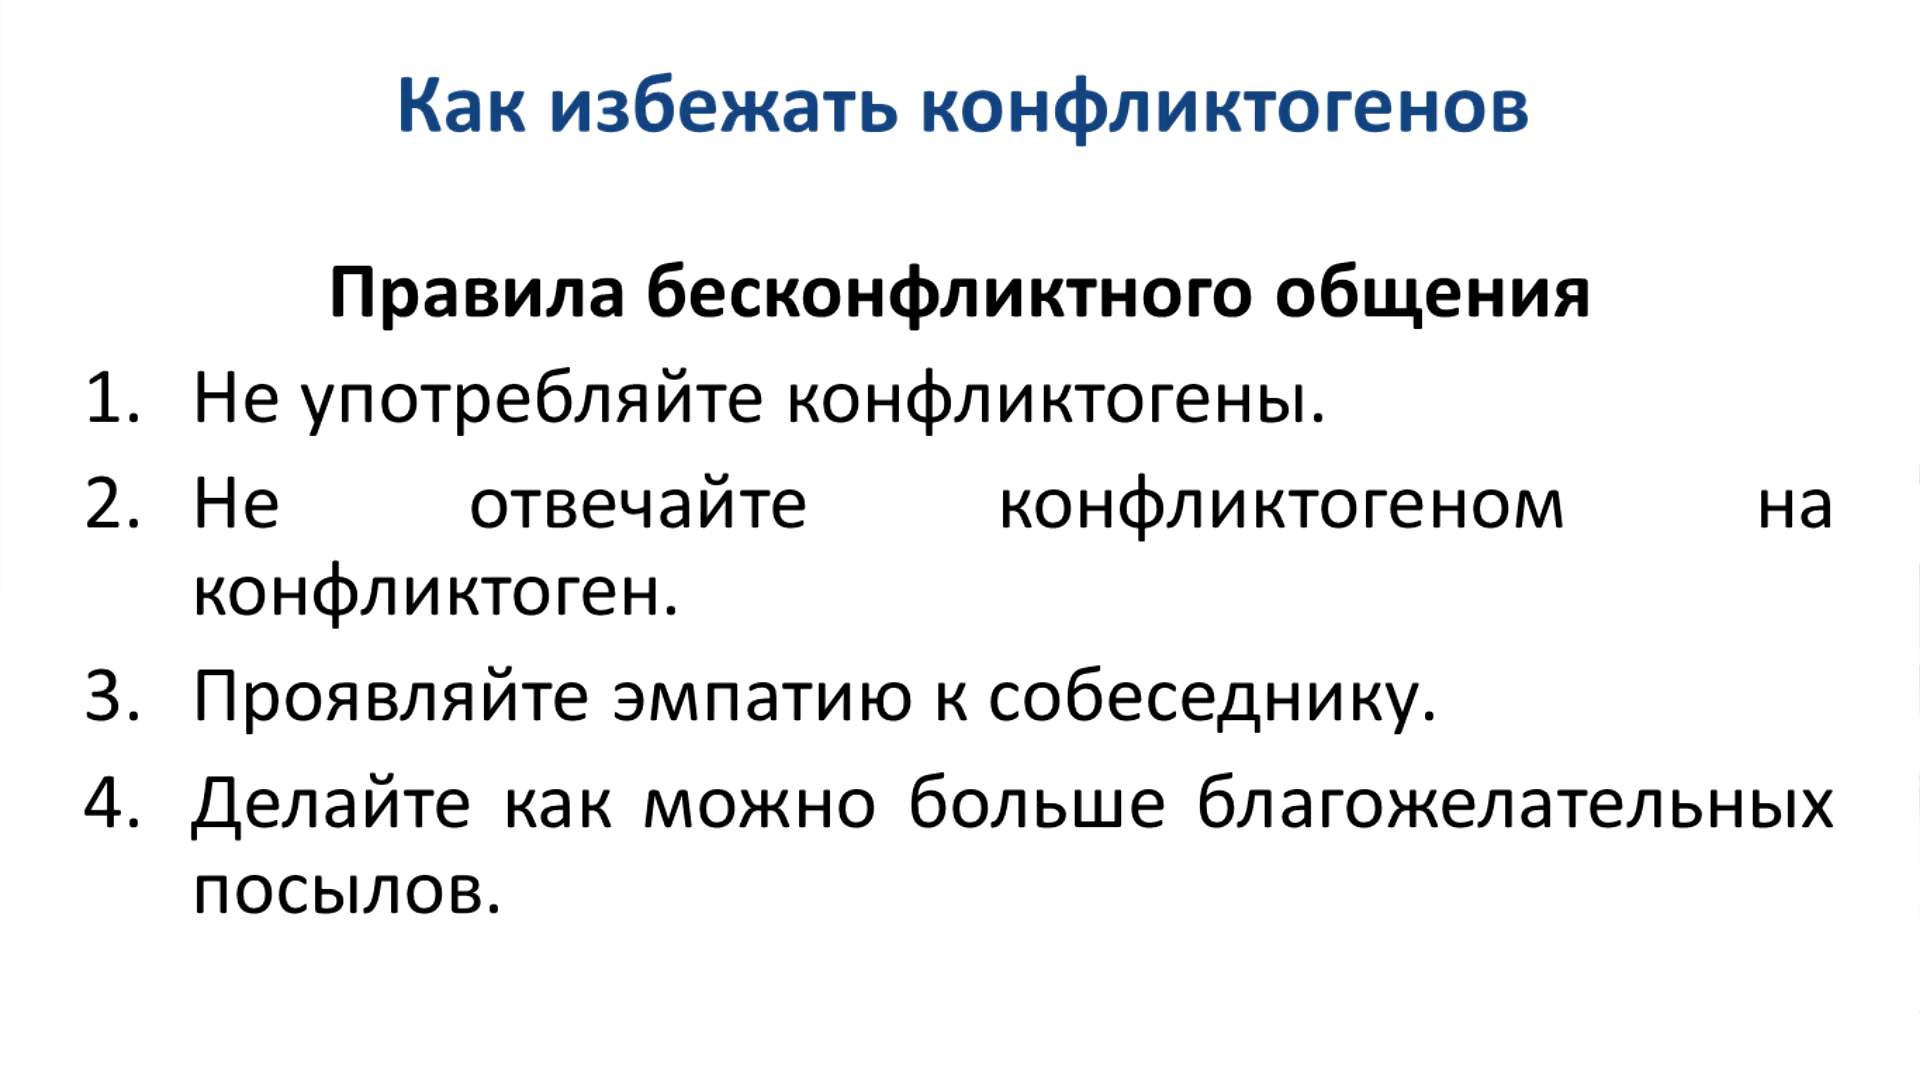 Как избежать конфликтогенов
Правила бесконфликтного общения
1. Не употребляйте конфликтогены.
2. Не отвечайте конфликтогеном на
конфликтоген.
3. Проявляйте эмпатию к собеседнику.
4. Делайте как можно больше благожелательных
посылов.